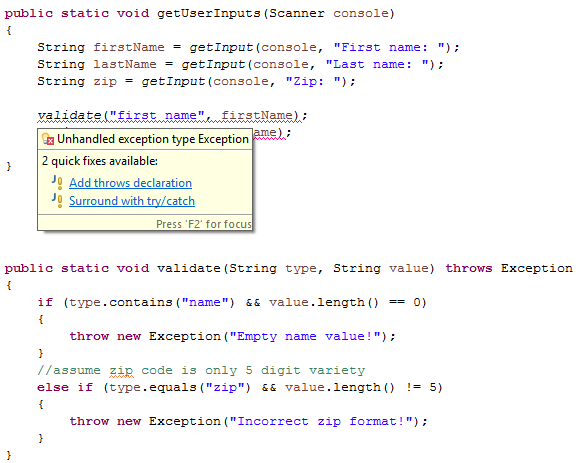 public static void getUserInputs(Scanner console)
{
String firstName = getInput(console, "First name: ");
String lastName = getInput(console, "Last name: ");
String zip = getInput(console, "Zip: ");
validate("first name", firstName);
ame);
Unhandled exception type Exception
2 quick fixes available:
Add throws declaration
Surround with try/catch
Press 'F2' for focus
}
public static void validate(String type, String value) throws Exception
{
if (type.contains("name") && value.length() == 0)
{
throw new Exception("Empty name value!");
}
//assume zip code is only 5 digit variety
else if (type.equals("zip") && value.length() != 5)
{
throw new Exception("Incorrect zip format!");
}
}